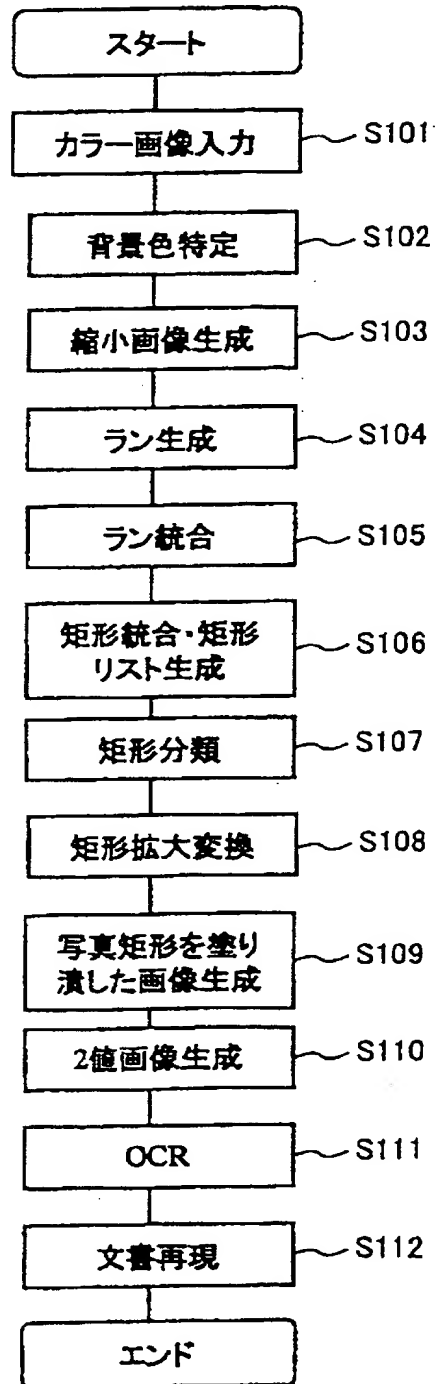 スタート
カラー画像入力 S101
背景色特定 S102
縮小画像生成 S103
ラン生成 S104
ラン統合 S105
矩形統合・矩形
リスト生成 S106
矩形分類 S107
矩形拡大変換 S108
写真矩形を塗り
潰した画像生成 S109
2値画像生成 S110
OCR S111
文書再現 S112
エンド